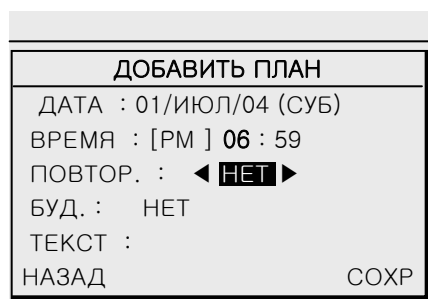 ДОБАВИТЬ ПЛАН
ДАТА : 01/ИЮЛ/04 (СУБ)
ВРЕМЯ : [PM ] 06 : 59
ПОВТОР. : ◀ НЕТ ▶
БУД. : НЕТ
ТЕКСТ :
НАЗАД СОХР